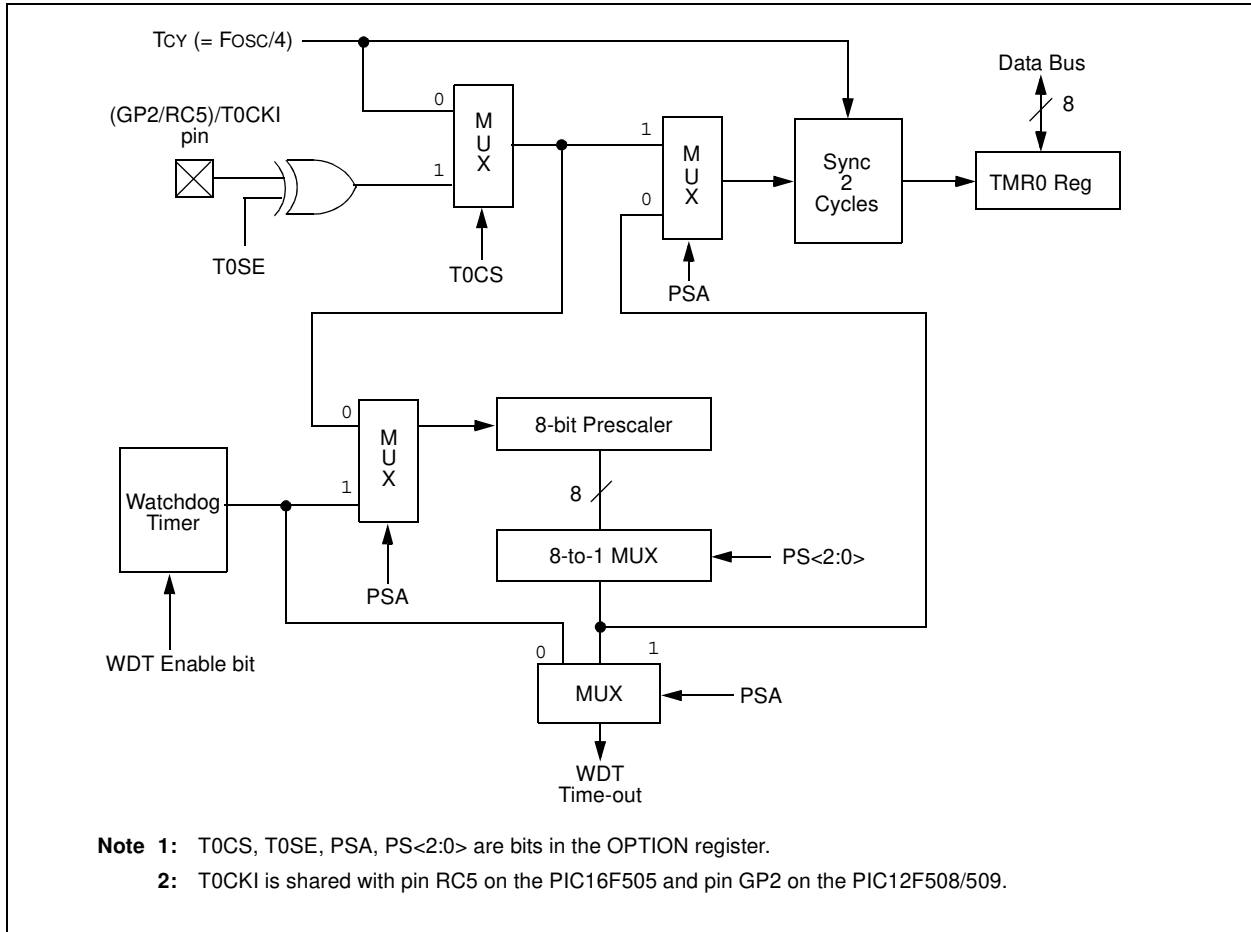 TCY (= FOSC/4)
Data Bus
8
(GP2/RC5)/T0CKI
pin
0
1
M
U
X
T0SE
T0CS
1
0
M
U
X
PSA
Sync
2
Cycles
TMR0 Reg
0
1
M
U
X
8-bit Prescaler
Watchdog
Timer
8
8-to-1 MUX
PS<2:0>
PSA
WDT Enable bit
0
1
MUX
PSA
WDT
Time-out
Note 1: T0CS, T0SE, PSA, PS<2:0> are bits in the OPTION register.
2: T0CKI is shared with pin RC5 on the PIC16F505 and pin GP2 on the PIC12F508/509.